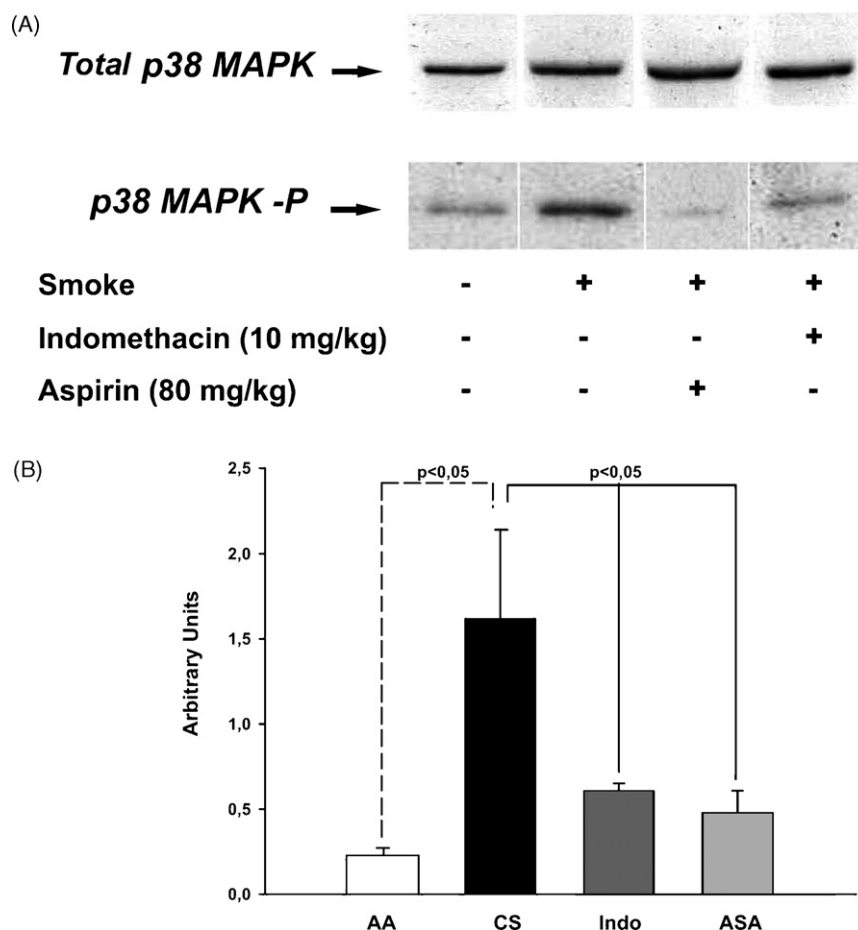 (A)
Total p38 MAPK
p38 MAPK -P
Smoke - + + +
Indomethacin (10 mg/kg) - - - +
Aspirin (80 mg/kg) - - + -
(B)
2,5
p<0,05 p<0,05
2,0
1,5
1,0
0,5
0,0
Arbitrary Units
AA CS Indo ASA